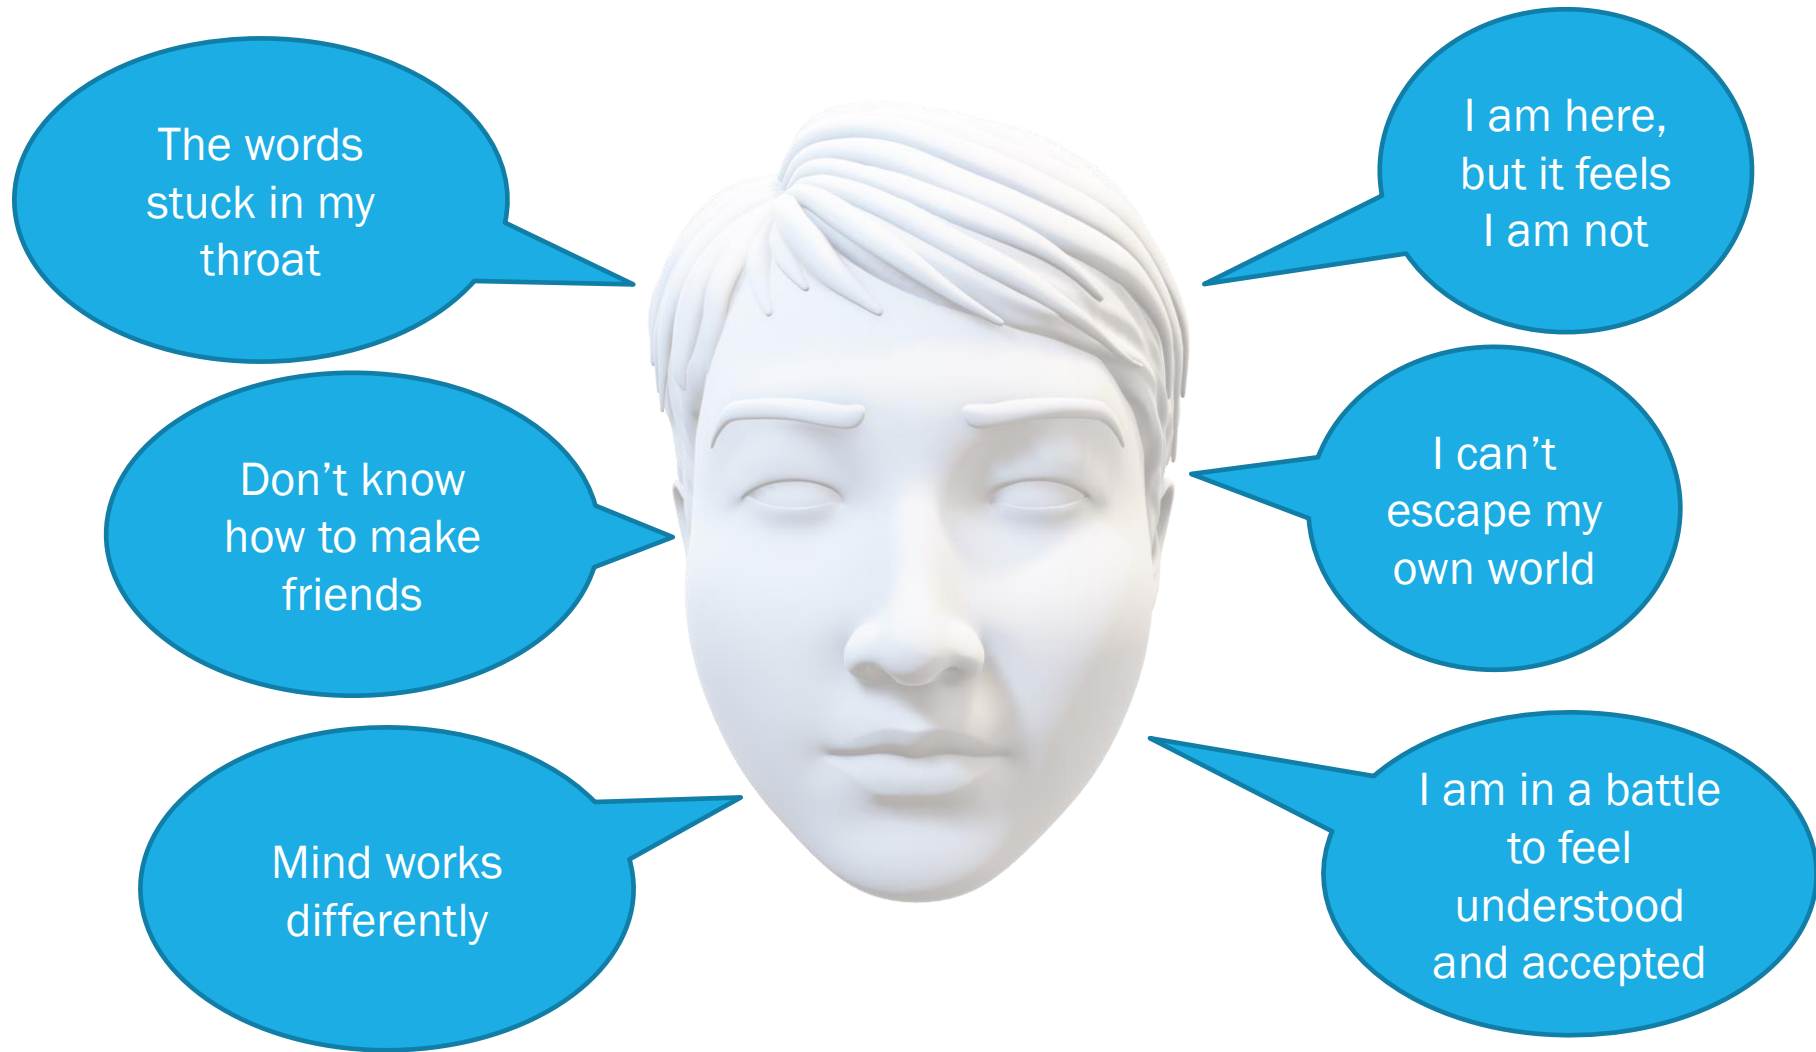 The words
stuck in my
throat
I am here,
but it feels
I am not
Don’t know
how to make
friends
I can’t
escape my
own world
Mind works
differently
I am in a battle
to feel
understood
and accepted